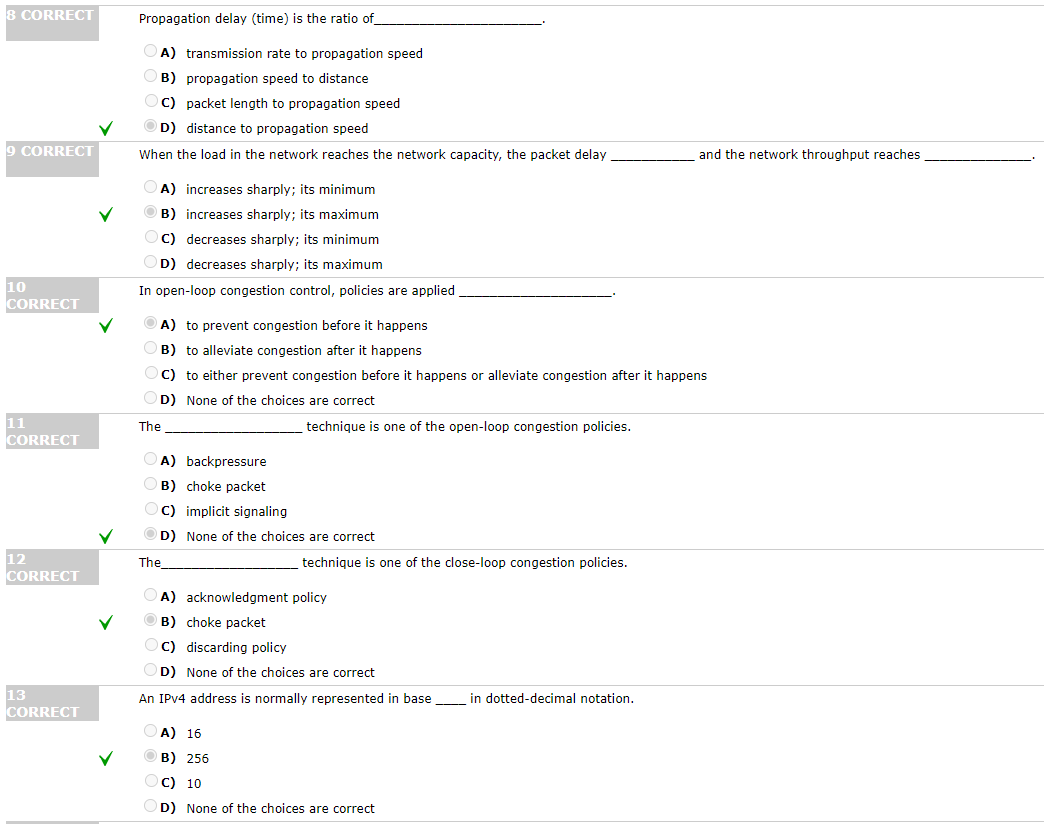 8 CORRECT
Propagation delay (time) is the ratio of______________________.
A) transmission rate to propagation speed
B) propagation speed to distance
C) packet length to propagation speed
D) distance to propagation speed
9 CORRECT
When the load in the network reaches the network capacity, the packet delay ___________ and the network throughput reaches ______________.
A) increases sharply; its minimum
B) increases sharply; its maximum
C) decreases sharply; its minimum
D) decreases sharply; its maximum
10
CORRECT
In open-loop congestion control, policies are applied ____________________.
A) to prevent congestion before it happens
B) to alleviate congestion after it happens
C) to either prevent congestion before it happens or alleviate congestion after it happens
D) None of the choices are correct
11
CORRECT
The __________________ technique is one of the open-loop congestion policies.
A) backpressure
B) choke packet
C) implicit signaling
D) None of the choices are correct
12
CORRECT
The__________________ technique is one of the close-loop congestion policies.
A) acknowledgment policy
B) choke packet
C) discarding policy
D) None of the choices are correct
13
CORRECT
An IPv4 address is normally represented in base ____ in dotted-decimal notation.
A) 16
B) 256
C) 10
D) None of the choices are correct